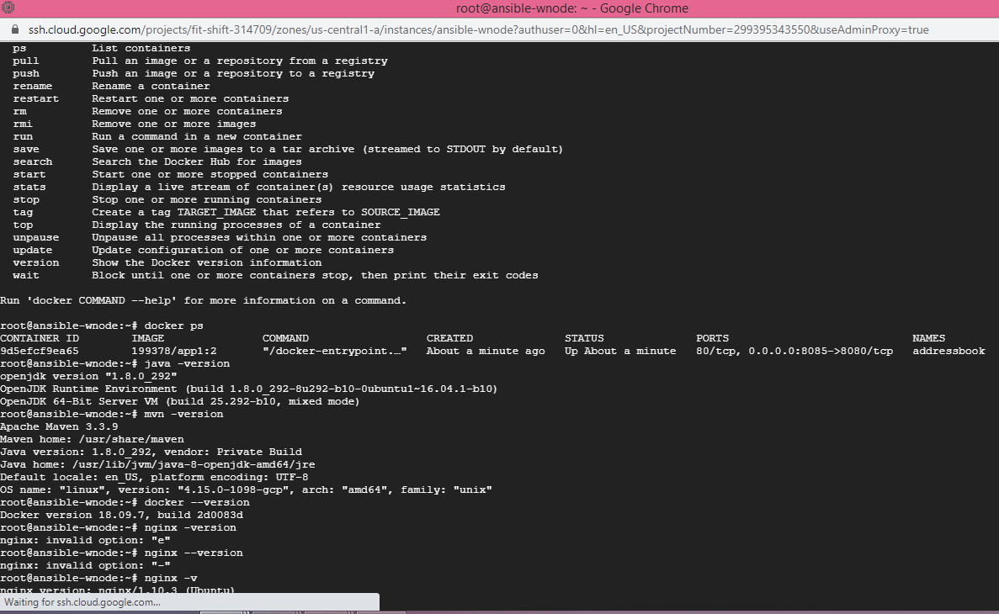 root@ansible-wnode: ~ - Google Chrome
ssh.cloud.google.com/projects/fit-shift-314709/zones/us-central1-a/instances/ansible-wnode?authuser=0&hl=en_US&projectNumber=299395343550&useAdminProxy=true
ps List containers
pull Pull an image or a repository from a registry
push Push an image or a repository to a registry
rename Rename a container
restart Restart one or more containers
rm Remove one or more containers
rmi Remove one or more images
run Run a command in a new container
save Save one or more images to a tar archive (streamed to STDOUT by default)
search Search the Docker Hub for images
start Start one or more stopped containers
stats Display a live stream of container(s) resource usage statistics
stop Stop one or more running containers
tag Create a tag TARGET_IMAGE that refers to SOURCE_IMAGE
top Display the running processes of a container
unpause Unpause all processes within one or more containers
update Update configuration of one or more containers
version Show the Docker version information
wait Block until one or more containers stop, then print their exit codes
Run 'docker COMMAND --help' for more information on a command.
root@ansible-wnode:~# docker ps
CONTAINER ID IMAGE COMMAND CREATED STATUS PORTS NAMES
9d5efcf9ea65 199378/app1:2 "/docker-entrypoint.…" About a minute ago Up About a minute 80/tcp, 0.0.0.0:8085->8080/tcp addressbook
root@ansible-wnode:~# java -version
openjdk version "1.8.0_292"
OpenJDK Runtime Environment (build 1.8.0_292-8u292-b10-0ubuntu1~16.04.1-b10)
OpenJDK 64-Bit Server VM (build 25.292-b10, mixed mode)
root@ansible-wnode:~# mvn -version
Apache Maven 3.3.9
Maven home: /usr/share/maven
Java version: 1.8.0_292, vendor: Private Build
Java home: /usr/lib/jvm/java-8-openjdk-amd64/jre
Default locale: en_US, platform encoding: UTF-8
OS name: "linux", version: "4.15.0-1098-gcp", arch: "amd64", family: "unix"
root@ansible-wnode:~# docker --version
Docker version 18.09.7, build 2d0083d
root@ansible-wnode:~# nginx -version
nginx: invalid option: "e"
root@ansible-wnode:~# nginx --version
nginx: invalid option: "-"
root@ansible-wnode:~# nginx -v
nginx version: nginx/1.10.3 (Ubuntu)
Waiting for ssh.cloud.google.com...